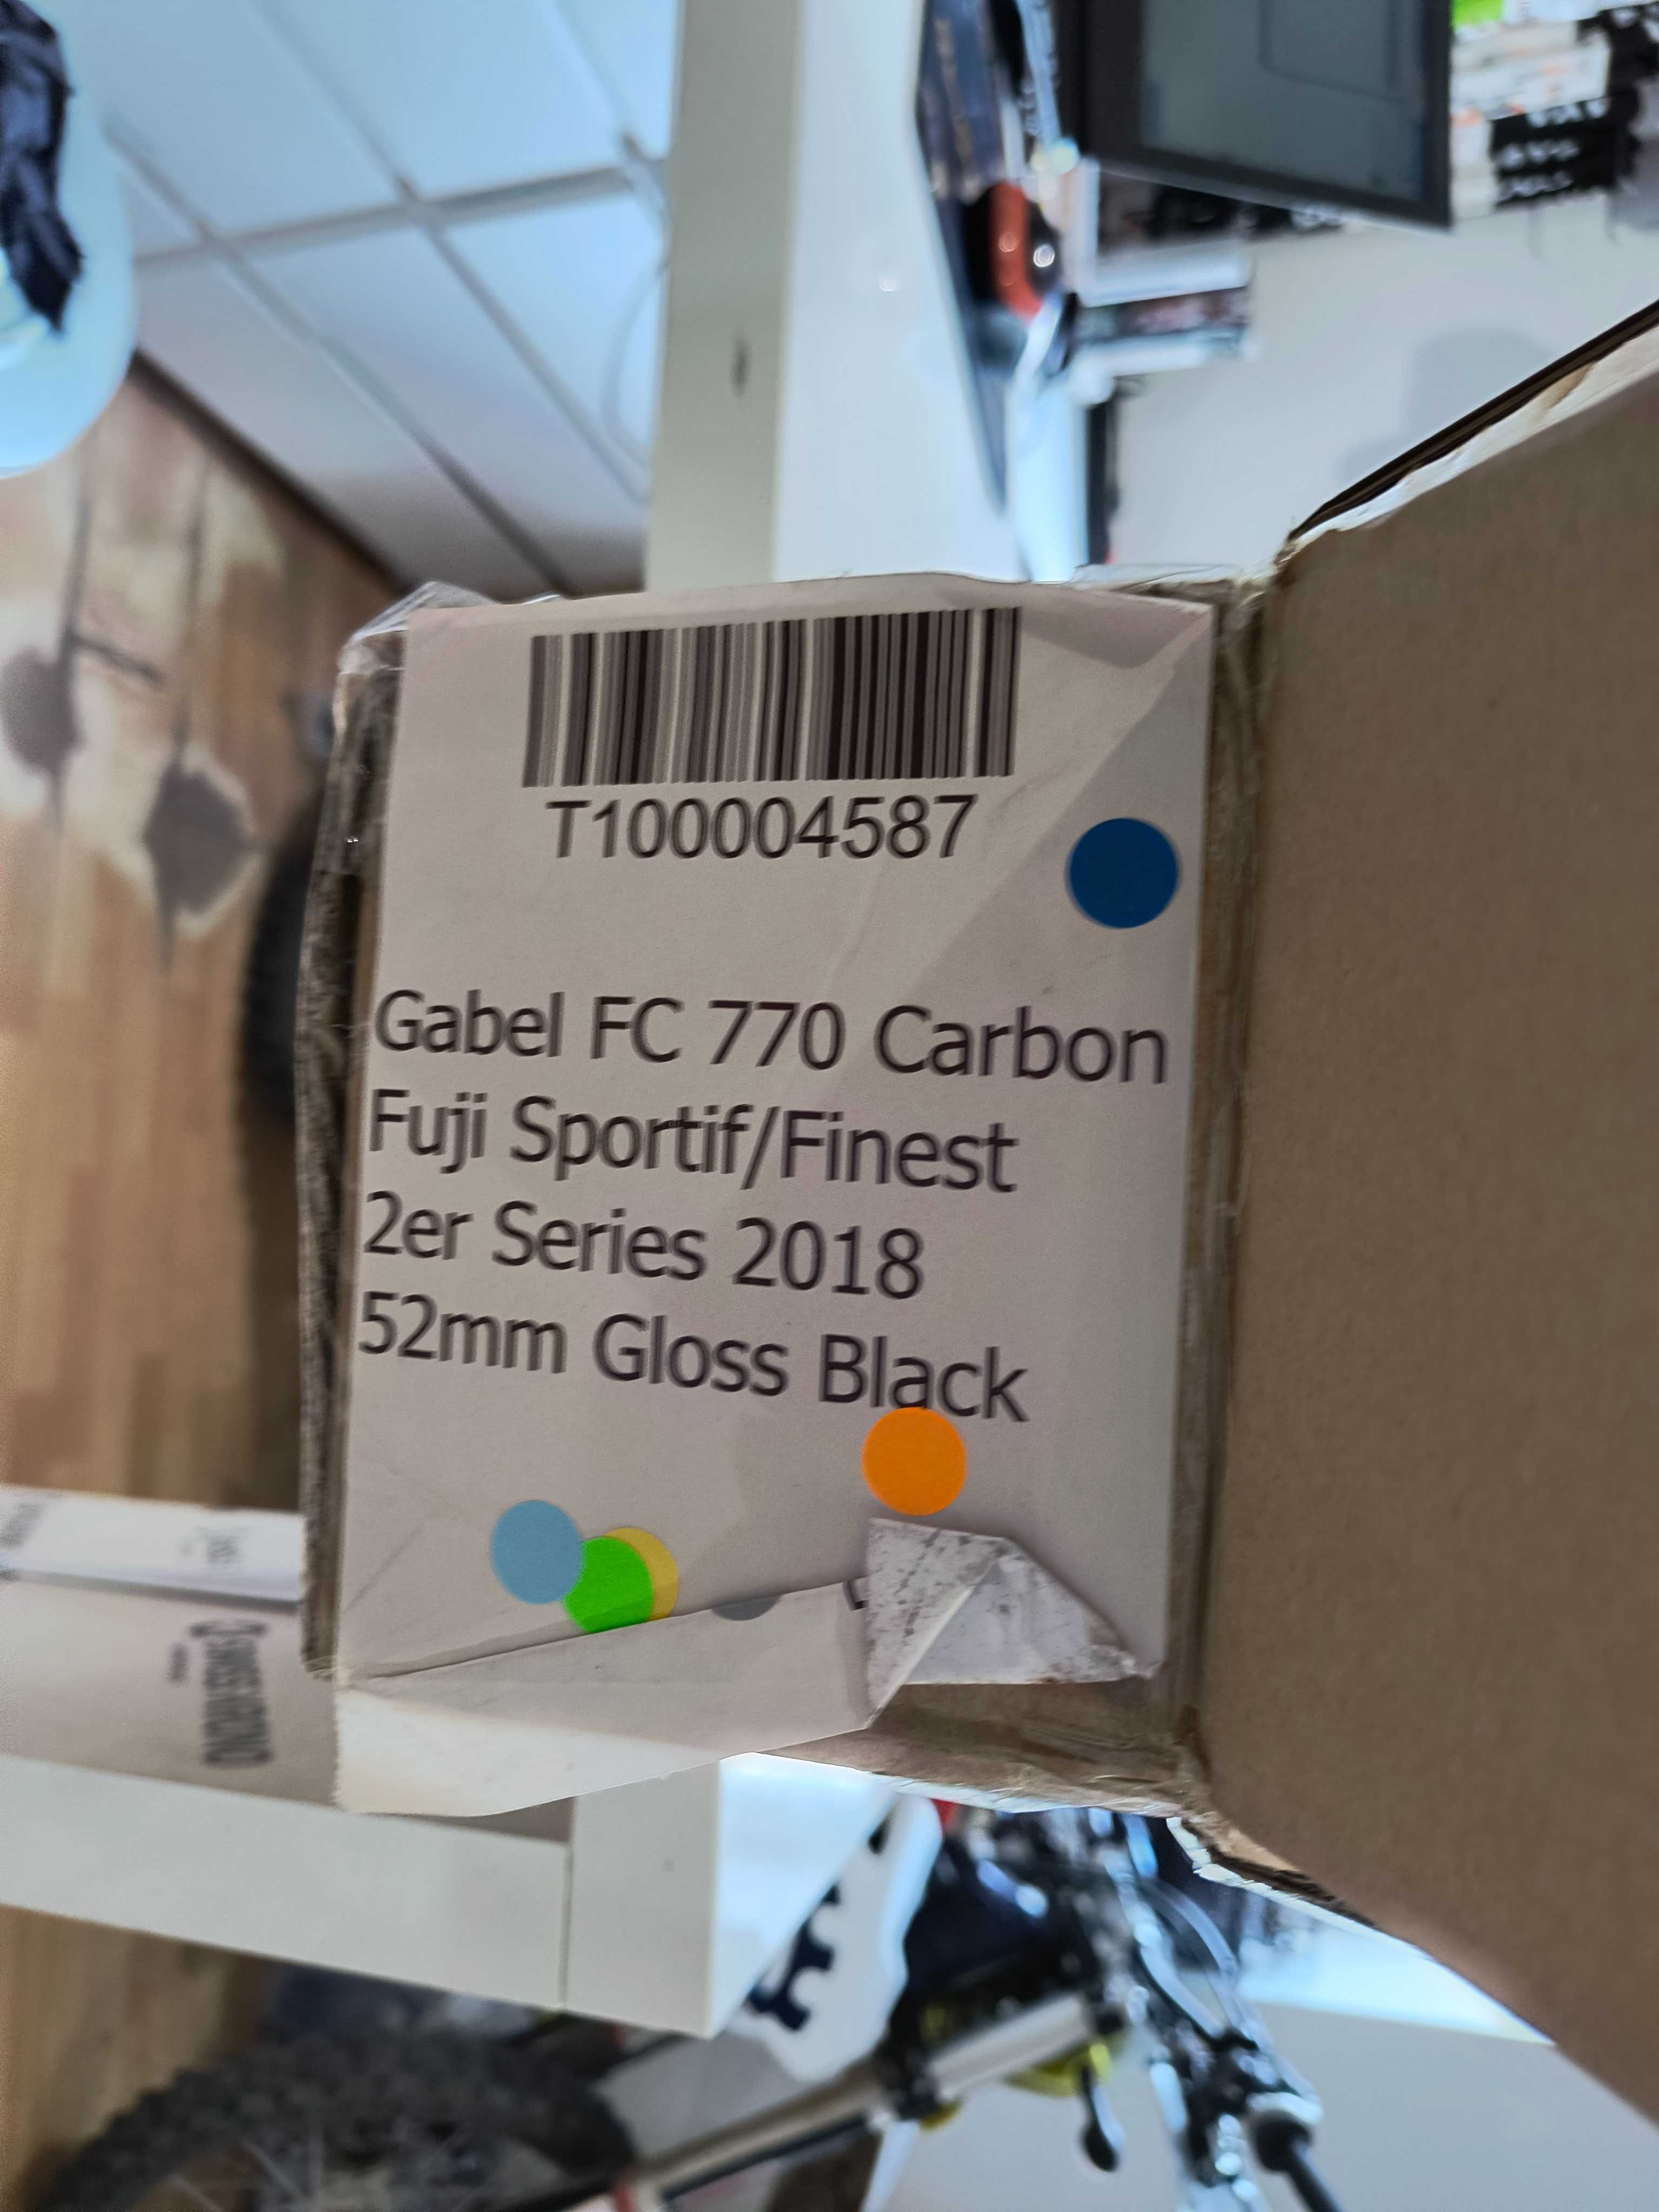 T100004587
Gabel FC 770 Carbon
Fuji Sportif/Finest
2er Series 2018
52mm Gloss Black